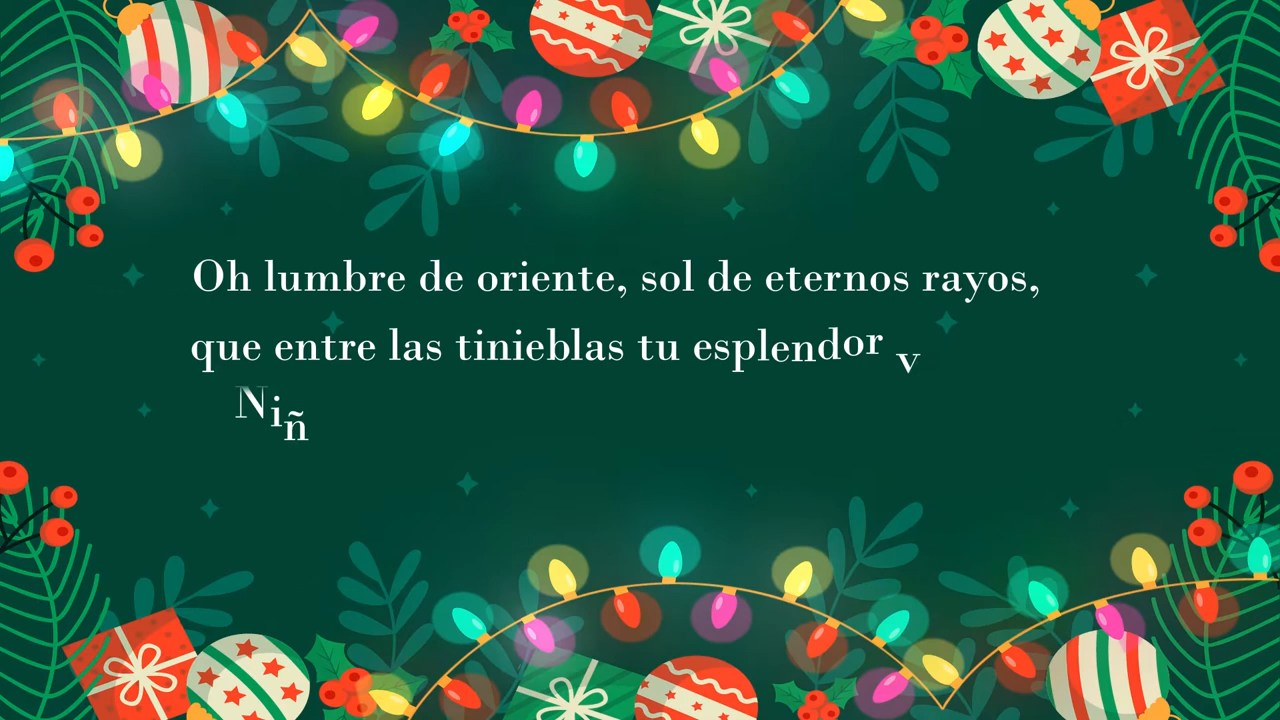 Oh lumbre de oriente, sol de eternos rayos,
que entre las tinieblas tu esplendor v
Niñ